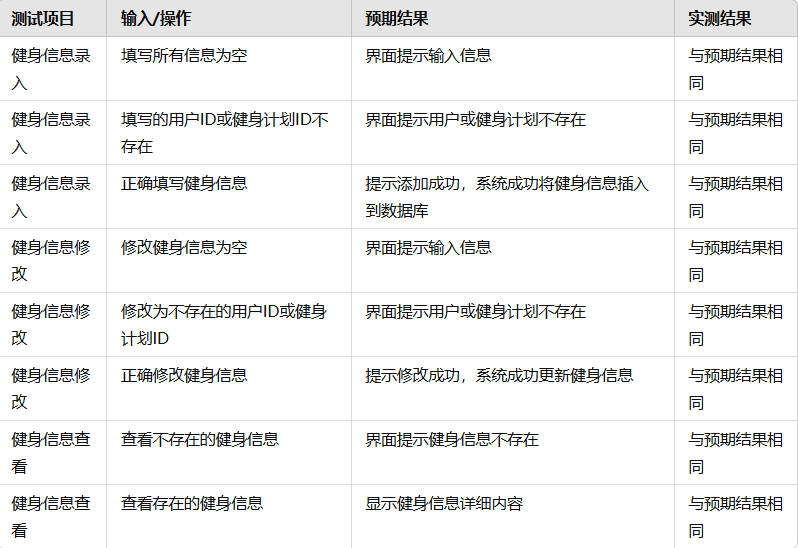 测试项目 输入/操作 预期结果 实测结果
健身信息录 填写所有信息为空 界面提示输入信息 与预期结果相
入 同
健身信息录 填写的用户ID或健身计划ID不 界面提示用户或健身计划不存在 与预期结果相
入 存在 同
健身信息录 正确填写健身信息 提示添加成功，系统成功将健身信息插入 与预期结果相
入 到数据库 同
健身信息修 修改健身信息为空 界面提示输入信息 与预期结果相
改 同
健身信息修 修改为不存在的用户ID或健身 界面提示用户或健身计划不存在 与预期结果相
改 计划ID 同
健身信息修 正确修改健身信息 提示修改成功，系统成功更新健身信息 与预期结果相
改 同
健身信息查 查看不存在的健身信息 界面提示健身信息不存在 与预期结果相
看 同
健身信息查 查看存在的健身信息 显示健身信息详细内容 与预期结果相
看 同